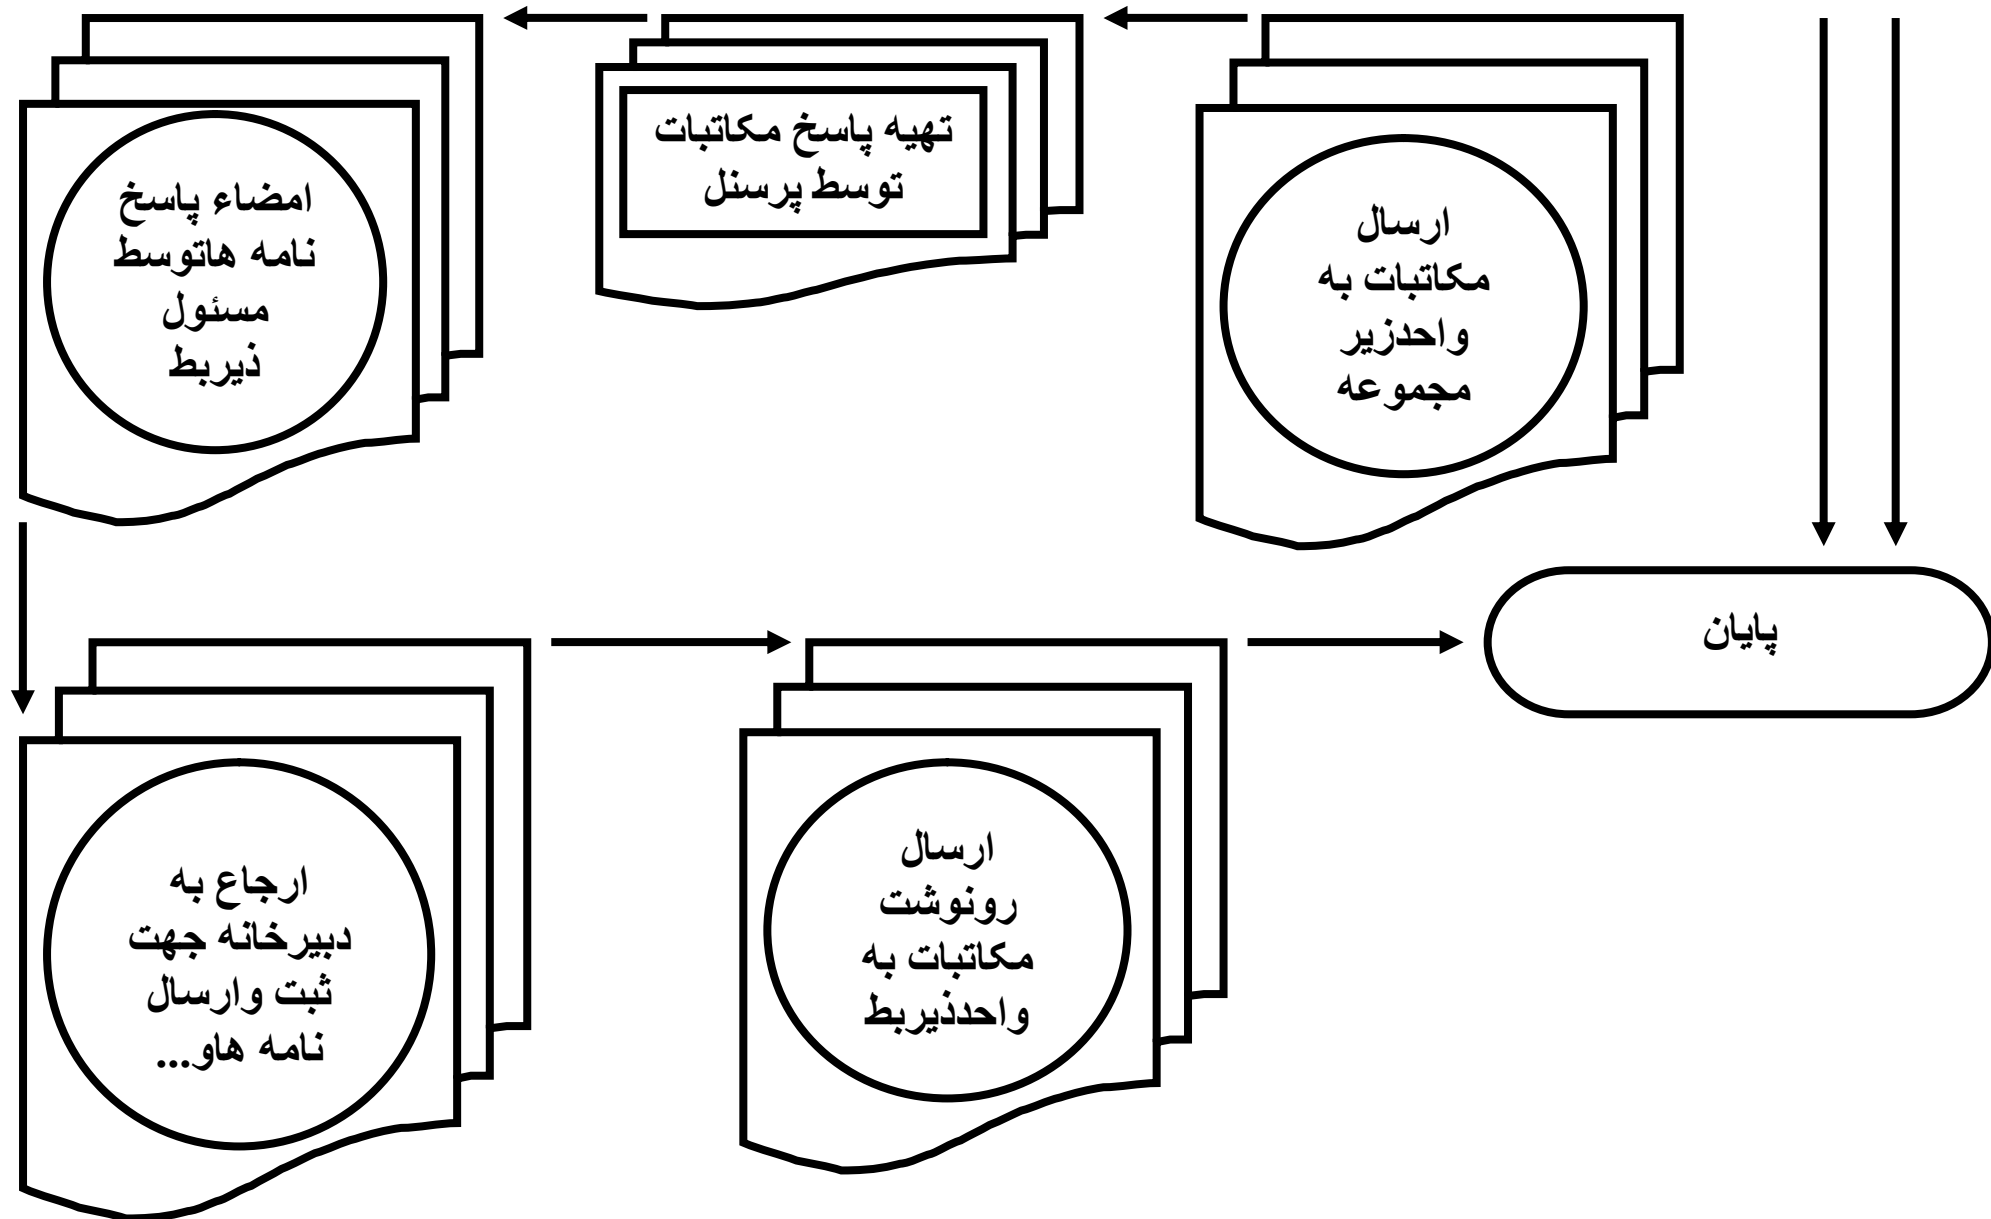 ارسال
مکاتبات به
واحدزیر
مجموعه
تهیه پاسخ مکاتبات
توسط پرسنل
امضاء پاسخ
نامه هاتوسط
مسئول
ذیربط
ارجاع به
دبیرخانه جهت
ثبت وارسال
نامه هاو...
ارسال
رونوشت
مکاتبات به
واحدذیربط
پایان